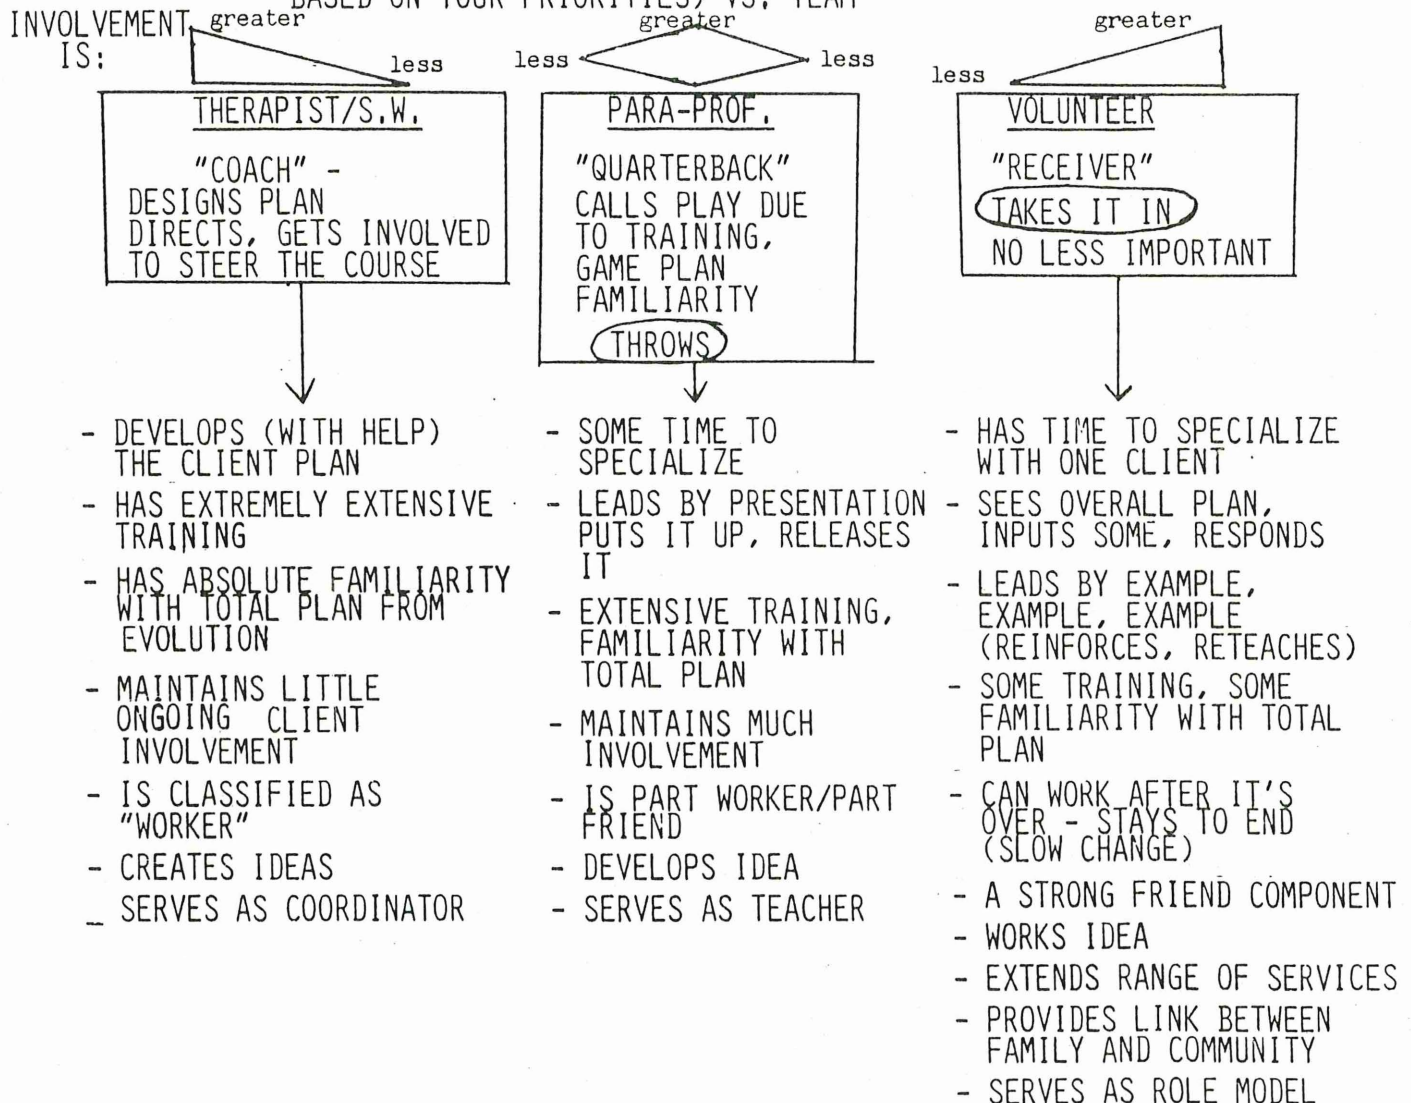 BASED ON YOUR PRIORITIES) VS. TEAM
INVOLVEMENT
IS:
greater
less
less
greater
less
less
greater
THERAPIST/S.W.
"COACH" -
DESIGNS PLAN
DIRECTS, GETS INVOLVED
TO STEER THE COURSE
- DEVELOPS (WITH HELP)
THE CLIENT PLAN
- HAS EXTREMELY EXTENSIVE
TRAINING
- HAS ABSOLUTE FAMILIARITY
WITH TOTAL PLAN FROM
EVOLUTION
- MAINTAINS LITTLE
ONGOING CLIENT
INVOLVEMENT
- IS CLASSIFIED AS
"WORKER"
- CREATES IDEAS
- SERVES AS COORDINATOR
PARA-PROF.
"QUARTERBACK"
CALLS PLAY DUE
TO TRAINING,
GAME PLAN
FAMILIARITY
THROWS
- SOME TIME TO
SPECIALIZE
- LEADS BY PRESENTATION
PUTS IT UP, RELEASES
IT
- EXTENSIVE TRAINING,
FAMILIARITY WITH
TOTAL PLAN
- MAINTAINS MUCH
INVOLVEMENT
- IS PART WORKER/PART
FRIEND
- DEVELOPS IDEA
- SERVES AS TEACHER
VOLUNTEER
"RECEIVER"
TAKES IT IN
NO LESS IMPORTANT
- HAS TIME TO SPECIALIZE
WITH ONE CLIENT
- SEES OVERALL PLAN,
INPUTS SOME, RESPONDS
- LEADS BY EXAMPLE,
EXAMPLE, EXAMPLE
(REINFORCES, RETEACHES)
- SOME TRAINING, SOME
FAMILIARITY WITH TOTAL
PLAN
- CAN WORK AFTER IT'S
OVER - STAYS TO END
(SLOW CHANGE)
- A STRONG FRIEND COMPONENT
- WORKS IDEA
- EXTENDS RANGE OF SERVICES
- PROVIDES LINK BETWEEN
FAMILY AND COMMUNITY
- SERVES AS ROLE MODEL